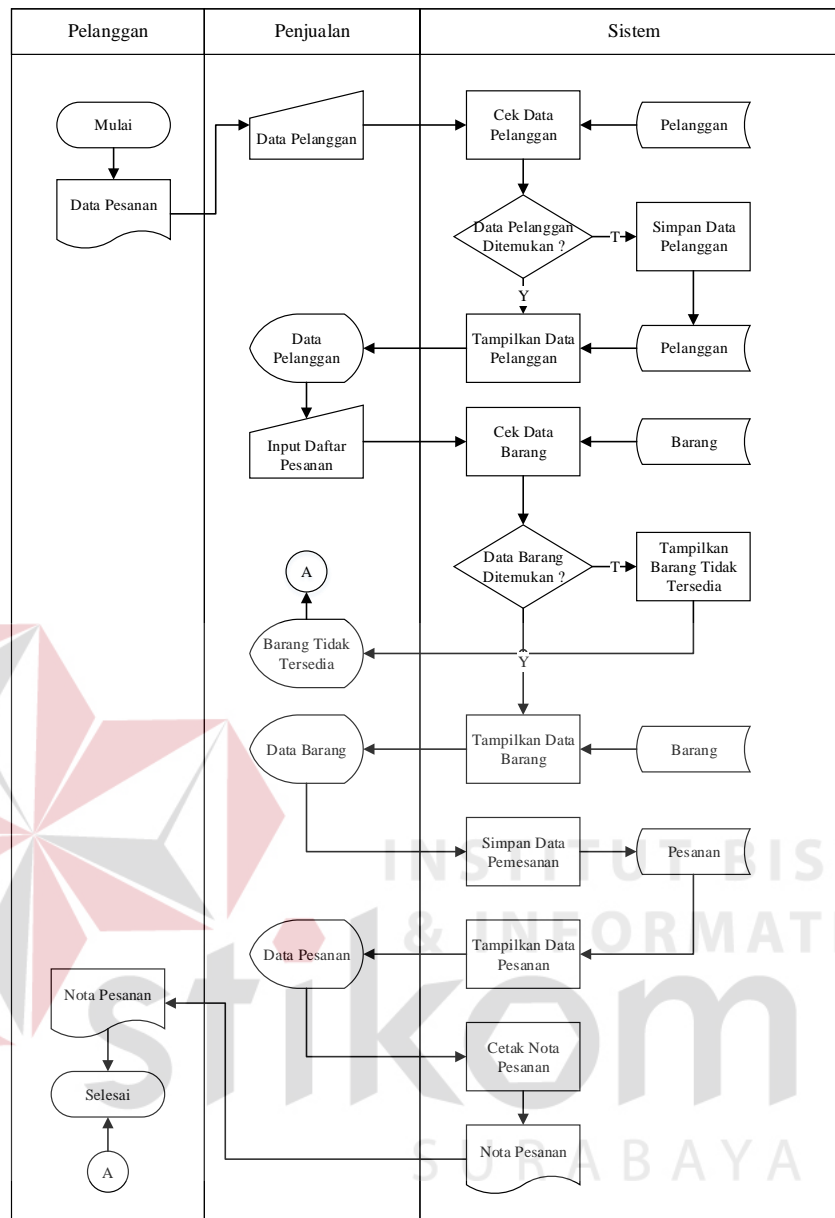 Pelanggan
Penjualan
Sistem
Mulai
Data Pelanggan
Cek Data
Pelanggan
Pelanggan
Data Pesanan
Data Pelanggan
Ditemukan ?
T
Simpan Data
Pelanggan
Y
Data
Pelanggan
Tampilkan Data
Pelanggan
Pelanggan
Input Daftar
Pesanan
Cek Data
Barang
Barang
A
Data Barang
Ditemukan ?
T
Tampilkan
Barang Tidak
Tersedia
Barang Tidak
Tersedia
Y
Data Barang
Tampilkan Data
Barang
Barang
Simpan Data
Pemesanan
Pesanan
INSTITUT BIS
& INFORMATI
Data Pesanan
Tampilkan Data
Pesanan
Nota Pesanan
stikom
Cetak Nota
Pesanan
Selesai
A
Nota Pesanan
SURABAYA